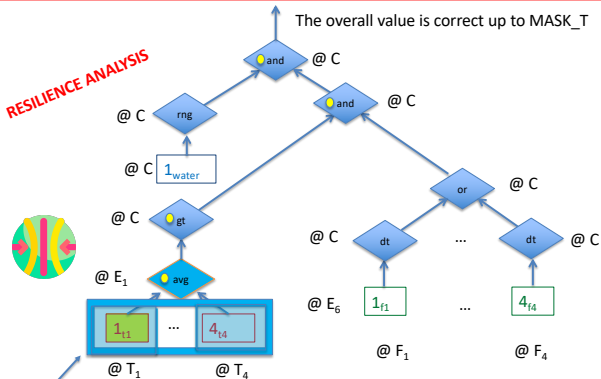 The overall value is correct up to MASK_T
RESILIENCE ANALYSIS
and @ C
@ C rng and @ C
@ C 1water
or @ C
@ C gt
@ C dt ... dt @ C
@ E1 avg
@ E6 1f1 ... 4f4
1t1 ... 4t4
@ F1 @ F4
@ T1 @ T4